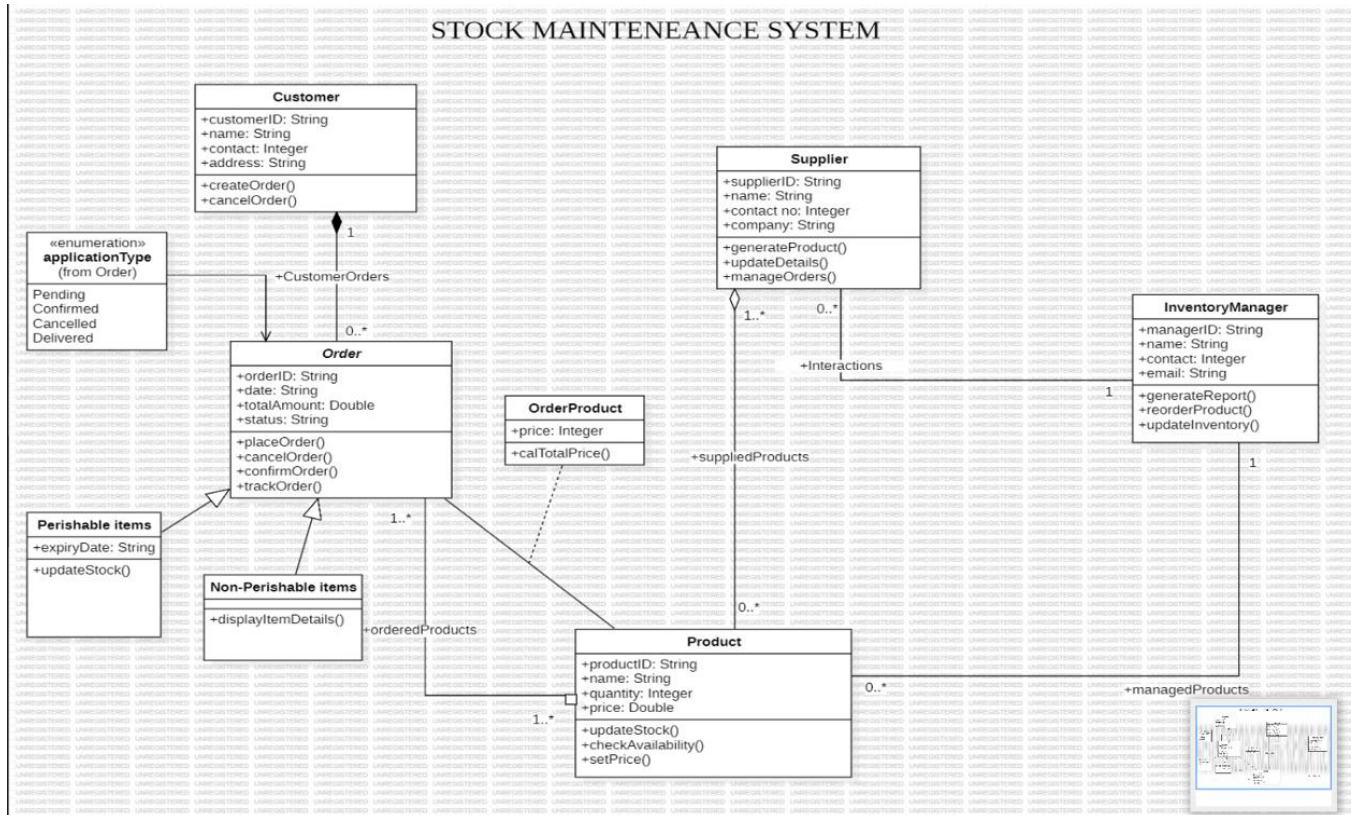 STOCK MAINTENEANCE SYSTEM
Customer
+customerID: String
+name: String
+contact: Integer
+address: String
+createOrder()
+cancelOrder()
1
+CustomerOrders
0..*
«enumeration»
applicationType
(from Order)
Pending
Confirmed
Cancelled
Delivered
Order
+orderID: String
+date: String
+totalAmount: Double
+status: String
+placeOrder()
+cancelOrder()
+confirmOrder()
+trackOrder()
Perishable items
+expiryDate: String
+updateStock()
Non-Perishable items
+displayItemDetails()
1..*
+orderedProducts
1..*
OrderProduct
+price: Integer
+calTotalPrice()
Supplier
+supplierID: String
+name: String
+contact no: Integer
+company: String
+generateProduct()
+updateDetails()
+manageOrders()
1..*
+suppliedProducts
0..*
0..*
+Interactions
1
InventoryManager
+managerID: String
+name: String
+contact: Integer
+email: String
+generateReport()
+reorderProduct()
+updateInventory()
1
+managedProducts
0..*
Product
+productID: String
+name: String
+quantity: Integer
+price: Double
+updateStock()
+checkAvailability()
+setPrice()
UNREGISTERED